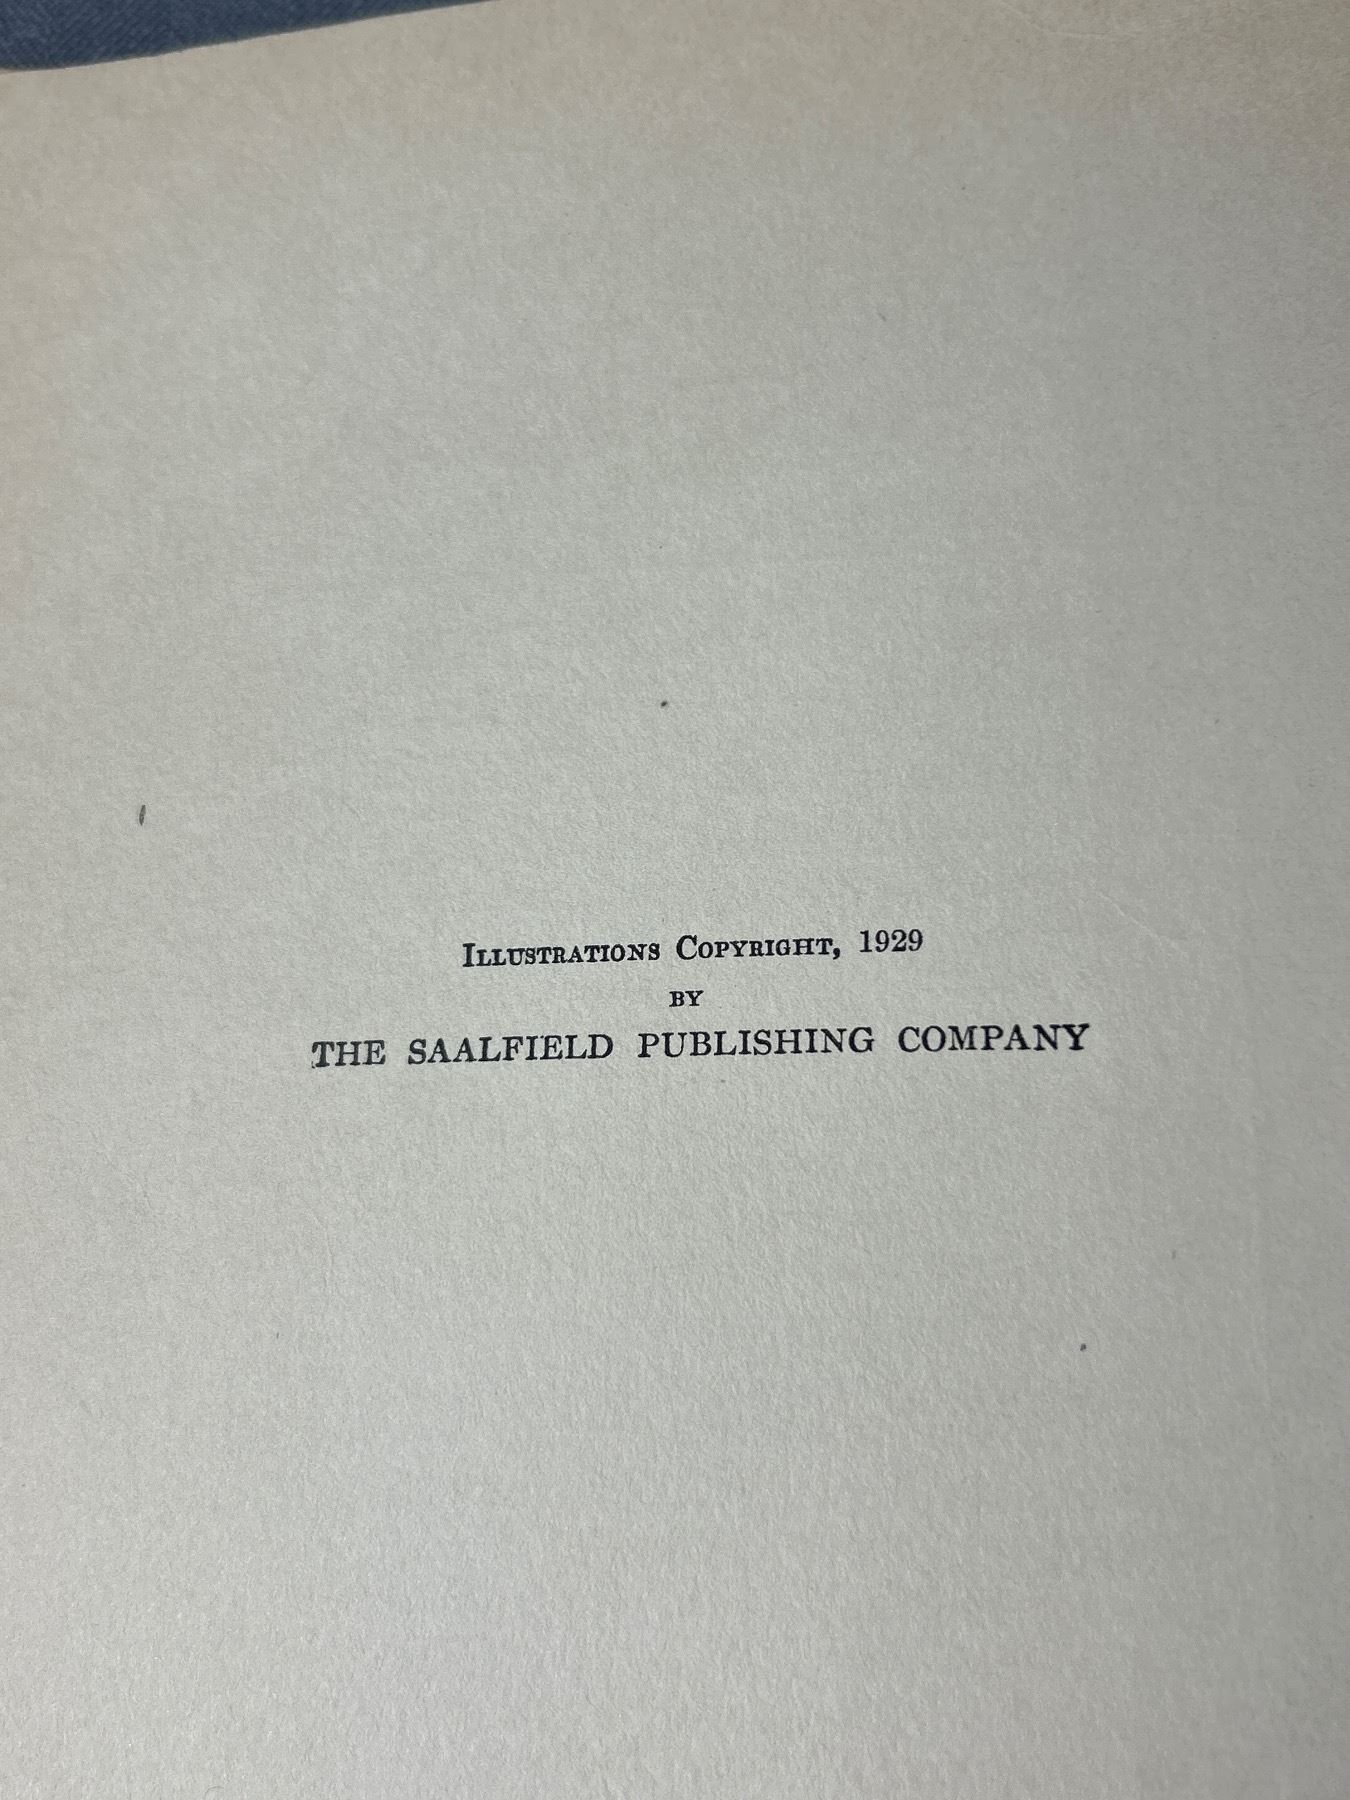 Illustrations Copyright, 1929
BY
THE SAALFIELD PUBLISHING COMPANY